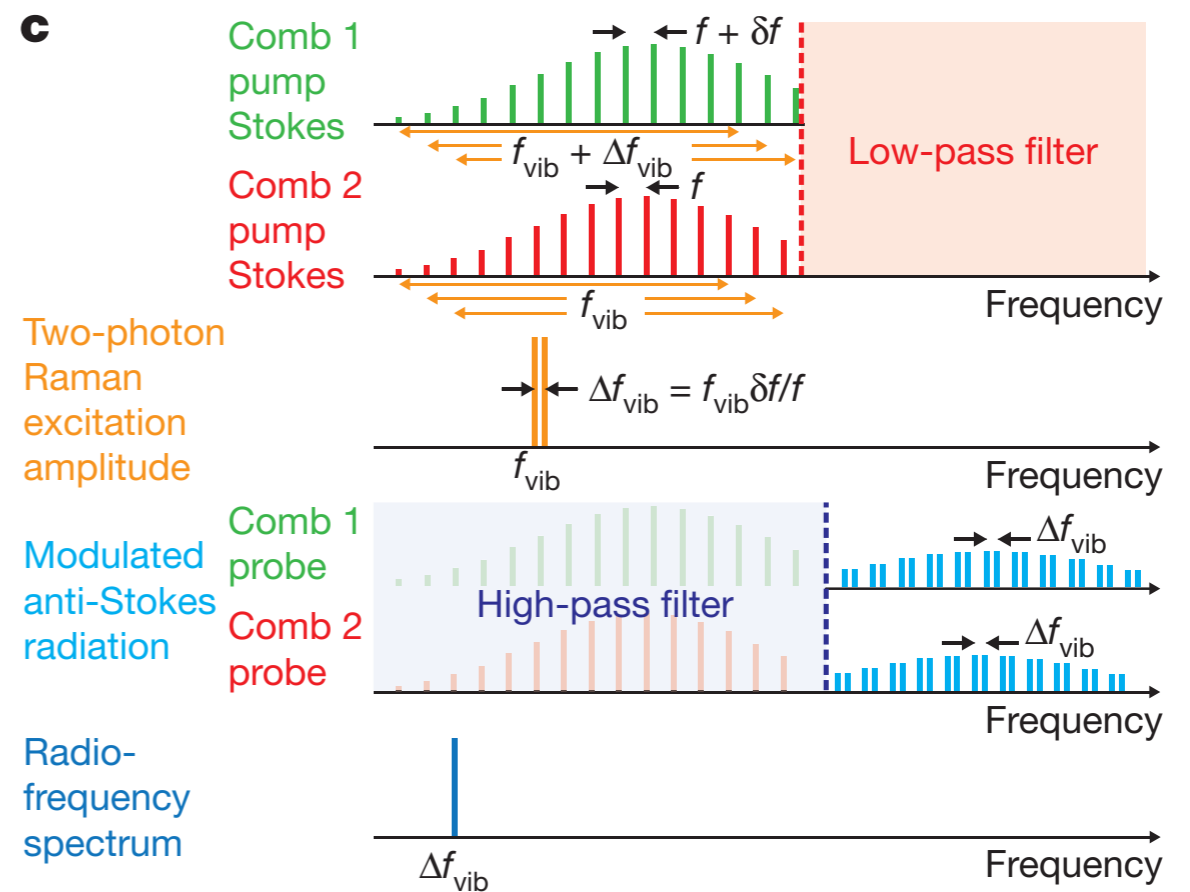 c
Comb 1
pump
Stokes
f + δf
f_vib + Δf_vib
Low-pass filter
Comb 2
pump
Stokes
f
f_vib
Frequency
Two-photon
Raman
excitation
amplitude
Δf_vib = f_vibδf/f
f_vib
Frequency
Modulated
anti-Stokes
radiation
Comb 1
probe
High-pass filter
Comb 2
probe
Δf_vib
Δf_vib
Frequency
Radio-
frequency
spectrum
Δf_vib
Frequency